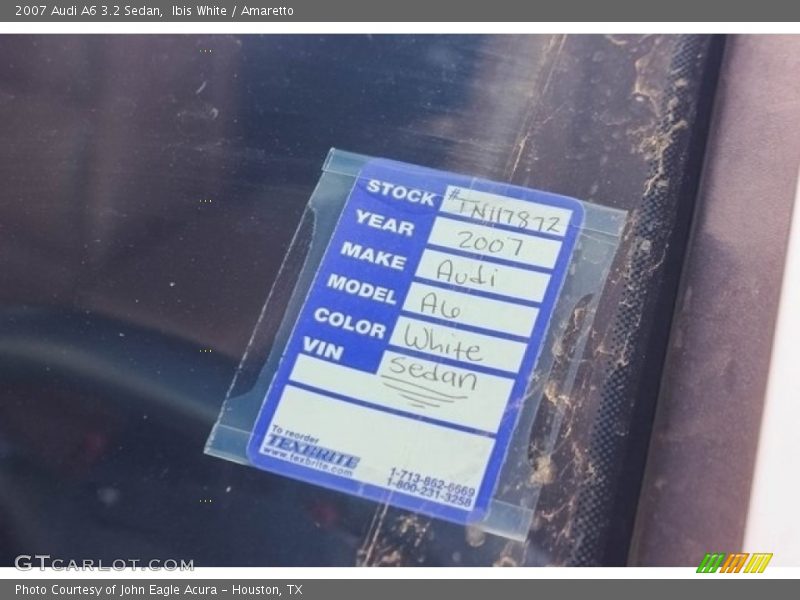 2007 Audi A6 3.2 Sedan,  Ibis White / Amaretto
STOCK # TN117872
YEAR 2007
MAKE Audi
MODEL A6
COLOR White
VIN Sedan
To reorder
TEXBRITE
www.texbrite.com
1-713-862-6669
1-800-231-3258
GTCARLOT.COM
Photo Courtesy of John Eagle Acura - Houston, TX